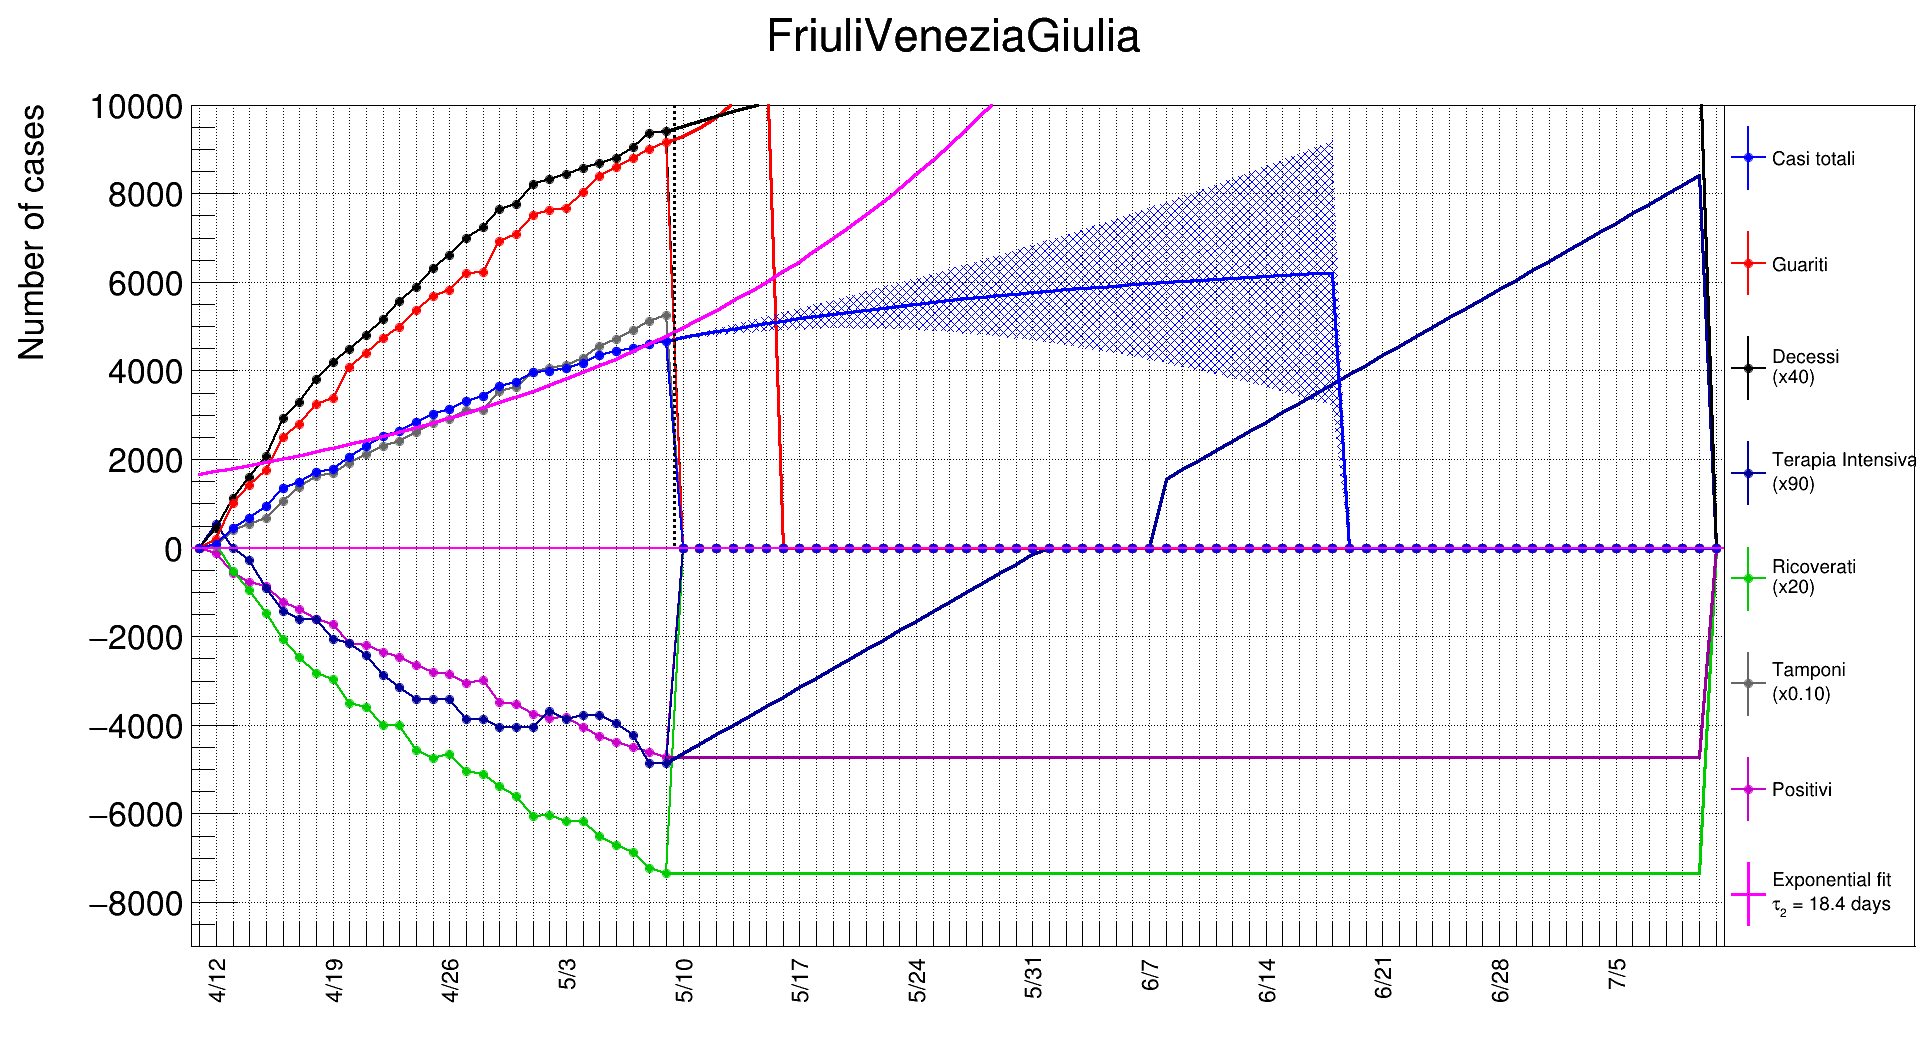 FriuliVeneziaGiulia
Number of cases
10000
8000
6000
4000
2000
0
−2000
−4000
−6000
−8000
4/12
4/19
4/26
5/3
5/10
5/17
5/24
5/31
6/7
6/14
6/21
6/28
7/5
Casi totali
Guariti
Decessi
(x40)
Terapia Intensiva
(x90)
Ricoverati
(x20)
Tamponi
(x0.10)
Positivi
Exponential fit
τ2 = 18.4 days